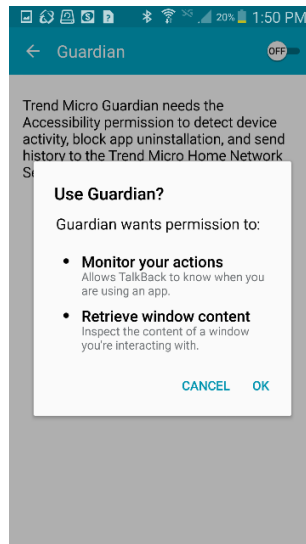 20% 1:50 PM
Guardian
OFF
Trend Micro Guardian needs the
Accessibility permission to detect device
activity, block app uninstallation, and send
history to the Trend Micro Home Network
Use Guardian?
Guardian wants permission to:
• Monitor your actions
Allows TalkBack to know when you
are using an app.
• Retrieve window content
Inspect the content of a window
you're interacting with.
CANCEL OK